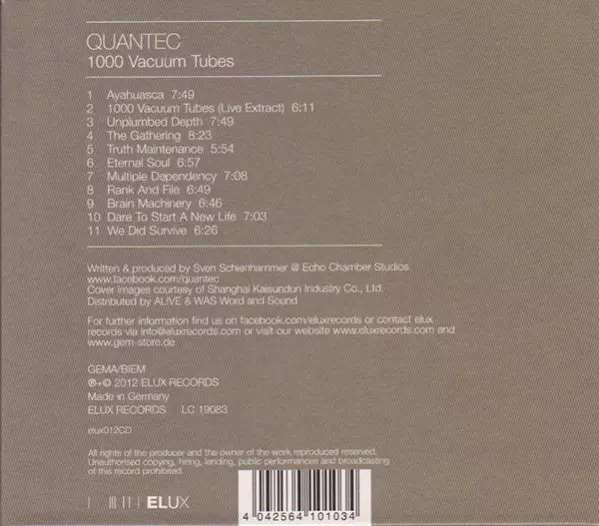 QUANTEC
1000 Vacuum Tubes
1 Ayahuasca 7:49
2 1000 Vacuum Tubes (Live Extract) 6:11
3 Unplumbed Depth 7:49
4 The Gathering 8:23
5 Truth Maintenance 5:54
6 Eternal Soul 6:57
7 Multiple Dependency 7:08
8 Rank And File 6:49
9 Brain Machinery 6:46
10 Dare To Start A New Life 7:03
11 We Did Survive 6:26
Written & produced by Sven Schienhammer @ Echo Chamber Studios
www.facebook.com/quantec
Cover images courtesy of Shanghai Kaisundun Industry Co., Ltd.
Distributed by AL!VE & WAS Word and Sound
For further information find us on facebook.com/eluxrecords or contact elux
records via info@eluxrecords.com or visit our website www.eluxrecords.com and
www.gem-store.de
GEMA/BIEM
℗+© 2012 ELUX RECORDS
Made in Germany
ELUX RECORDS LC 19083
elux012CD
All rights of the producer and the owner of the work reproduced reserved.
Unauthorised copying, hiring, lending, public performances and broadcasting
of this record prohibited.
ELUX
4 042564 101034